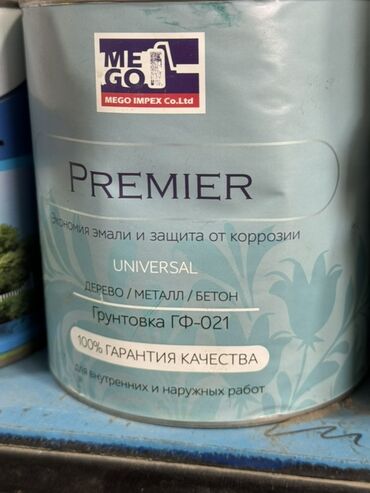 ME
GO
MEGO IMPEX Co.Ltd
PREMIER
Экономия эмали и защита от коррозии
UNIVERSAL
ДЕРЕВО / МЕТАЛЛ / БЕТОН
Грунтовка ГФ-021
100% ГАРАНТИЯ КАЧЕСТВА
для внутренних и наружных работ